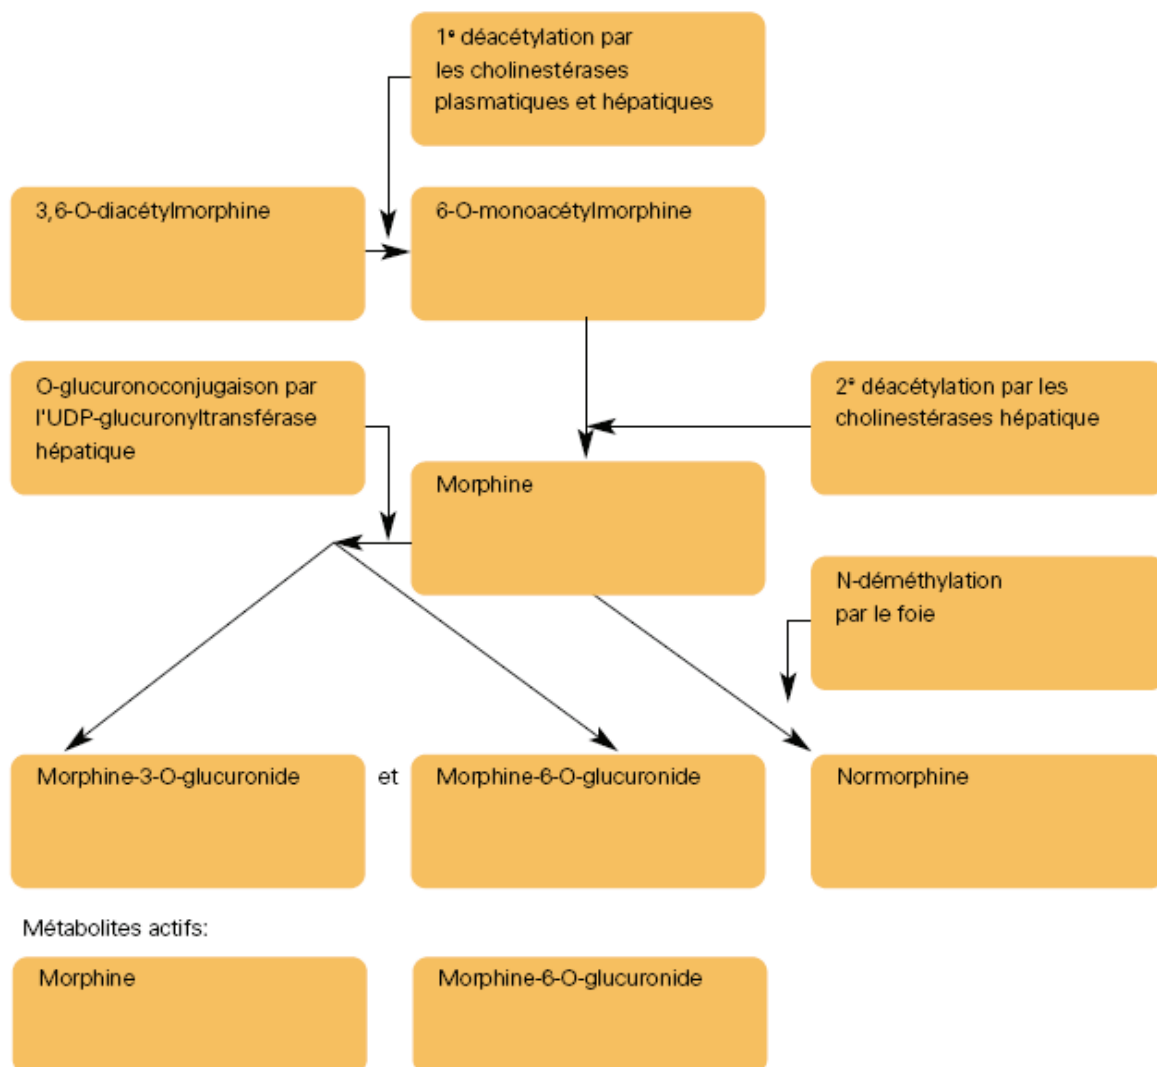 1e déacétylation par
les cholinestérases
plasmatiques et hépatiques
3,6-O-diacétylmorphine
6-O-monoacétylmorphine
O-glucuronoconjugaison par
l'UDP-glucuronyltransférase
hépatique
2e déacétylation par les
cholinestérases hépatique
Morphine
N-déméthylation
par le foie
Morphine-3-O-glucuronide
et
Morphine-6-O-glucuronide
Normorphine
Métabolites actifs:
Morphine
Morphine-6-O-glucuronide